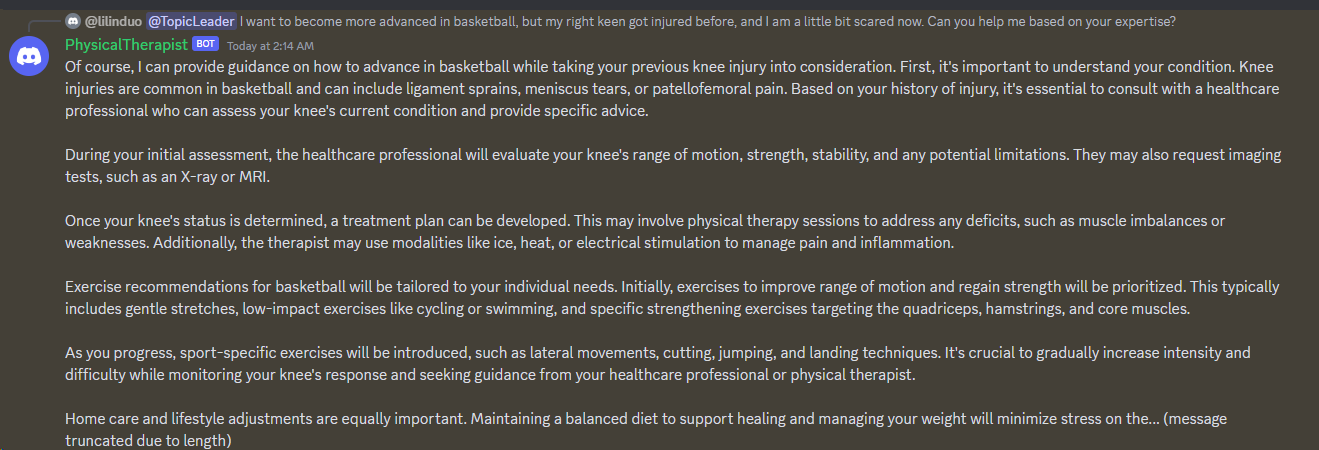 @lilinduo @TopicLeader I want to become more advanced in basketball, but my right keen got injured before, and I am a little bit scared now. Can you help me based on your expertise?
PhysicalTherapist BOT Today at 2:14 AM
Of course, I can provide guidance on how to advance in basketball while taking your previous knee injury into consideration. First, it's important to understand your condition. Knee
injuries are common in basketball and can include ligament sprains, meniscus tears, or patellofemoral pain. Based on your history of injury, it's essential to consult with a healthcare
professional who can assess your knee's current condition and provide specific advice.
During your initial assessment, the healthcare professional will evaluate your knee's range of motion, strength, stability, and any potential limitations. They may also request imaging
tests, such as an X-ray or MRI.
Once your knee's status is determined, a treatment plan can be developed. This may involve physical therapy sessions to address any deficits, such as muscle imbalances or
weaknesses. Additionally, the therapist may use modalities like ice, heat, or electrical stimulation to manage pain and inflammation.
Exercise recommendations for basketball will be tailored to your individual needs. Initially, exercises to improve range of motion and regain strength will be prioritized. This typically
includes gentle stretches, low-impact exercises like cycling or swimming, and specific strengthening exercises targeting the quadriceps, hamstrings, and core muscles.
As you progress, sport-specific exercises will be introduced, such as lateral movements, cutting, jumping, and landing techniques. It's crucial to gradually increase intensity and
difficulty while monitoring your knee's response and seeking guidance from your healthcare professional or physical therapist.
Home care and lifestyle adjustments are equally important. Maintaining a balanced diet to support healing and managing your weight will minimize stress on the... (message
truncated due to length)